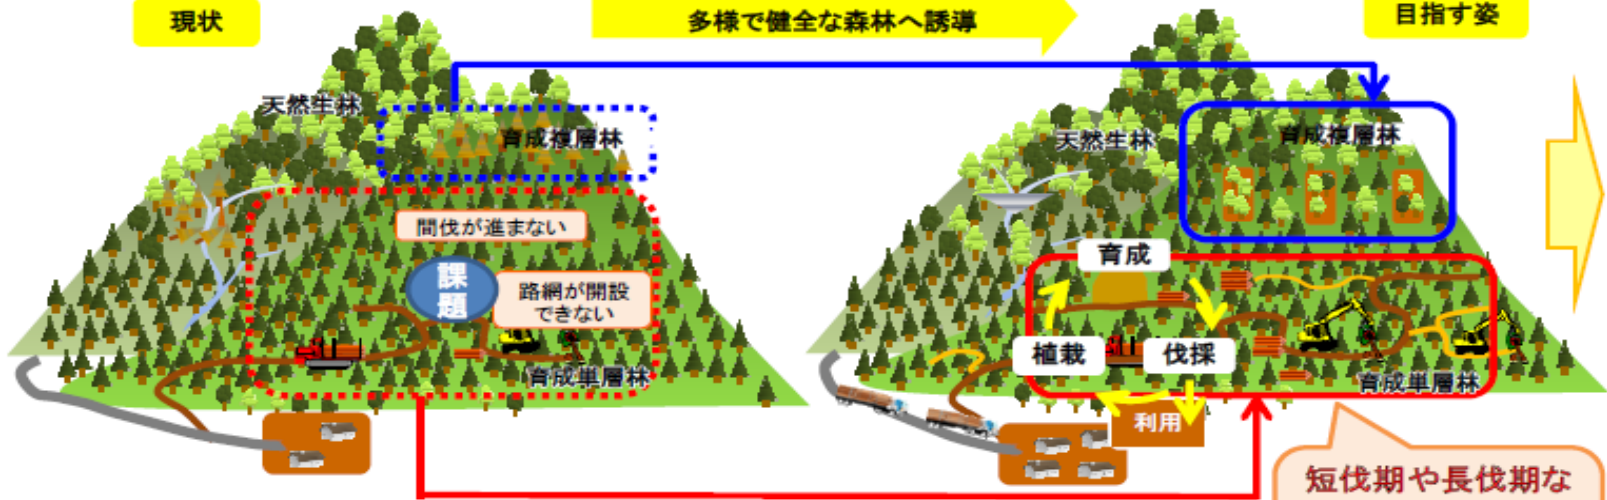 現状
多様で健全な森林へ誘導
目指す姿
天然生林
育成複層林
間伐が進まない
課
題
路網が開設
できない
育成単層林
天然生林
育成複層林
育成
植栽
伐採
育成単層林
利用
短伐期や長伐期な